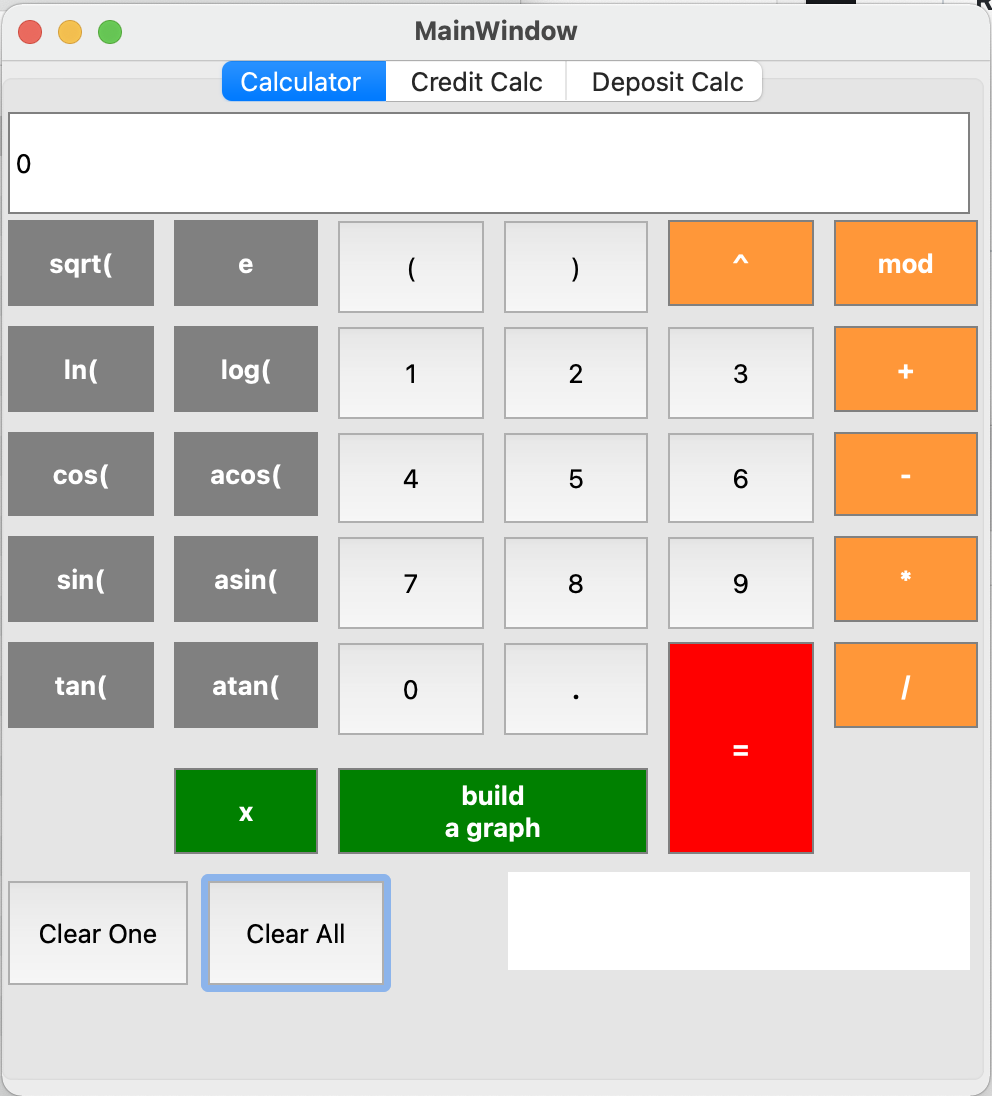 MainWindow
Calculator Credit Calc Deposit Calc
0
sqrt( e ( ) ^ mod
ln( log( 1 2 3 +
cos( acos( 4 5 6 -
sin( asin( 7 8 9 *
tan( atan( 0 . /
=
x build
a graph
Clear One Clear All